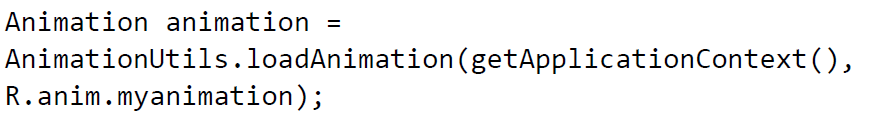 Animation animation =
AnimationUtils.loadAnimation(getApplicationContext(),
R.anim.myanimation);